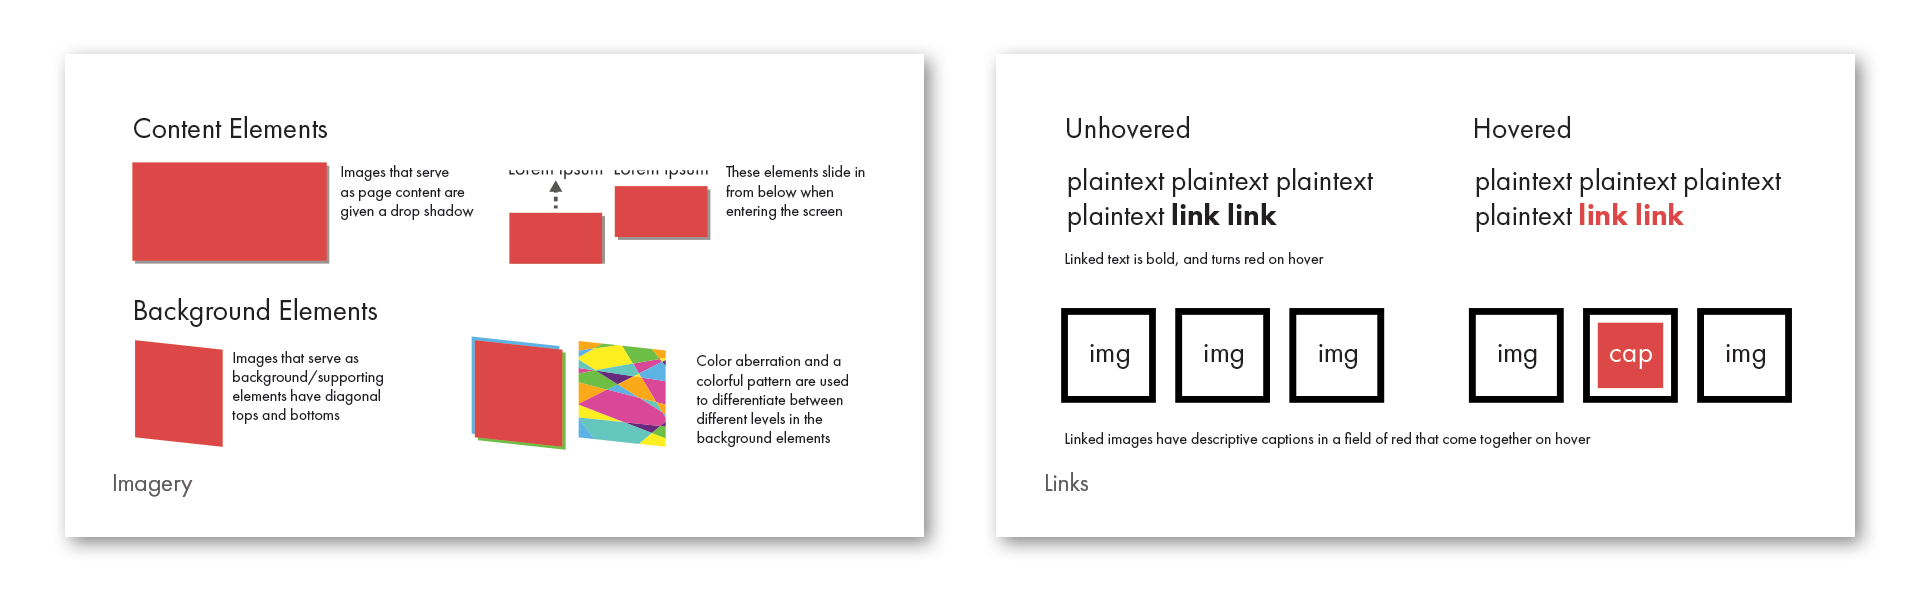 Content Elements
Images that serve
as page content are
given a drop shadow
Lorem Ipsum Lorem Ipsum
These elements slide in
from below when
entering the screen
Background Elements
Images that serve as
background/supporting
elements have diagonal
tops and bottoms
Color aberration and a
colorful pattern are used
to differentiate between
different levels in the
background elements
Imagery
Unhovered
plaintext plaintext plaintext
plaintext link link
Linked text is bold, and turns red on hover
Hovered
plaintext plaintext plaintext
plaintext link link
img img img
img cap img
Linked images have descriptive captions in a field of red that come together on hover
Links